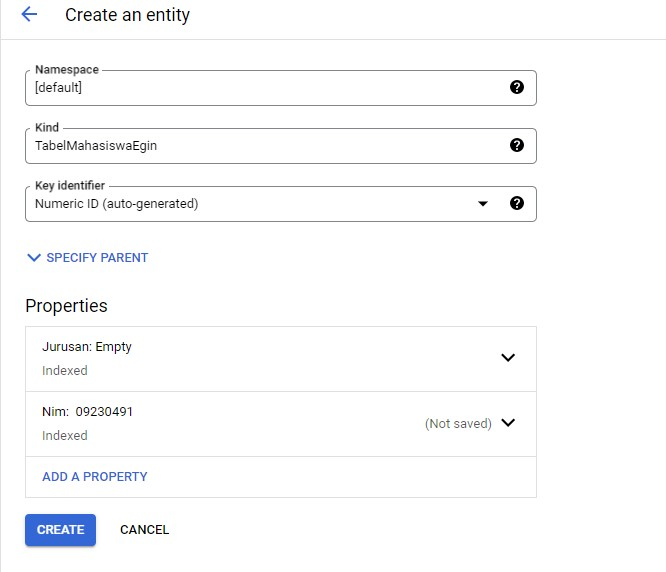 Create an entity
Namespace
[default]
Kind
TabelMahasiswaEgin
Key identifier
Numeric ID (auto-generated)
SPECIFY PARENT
Properties
Jurusan: Empty
Indexed
Nim: 09230491
(Not saved)
Indexed
ADD A PROPERTY
CREATE CANCEL